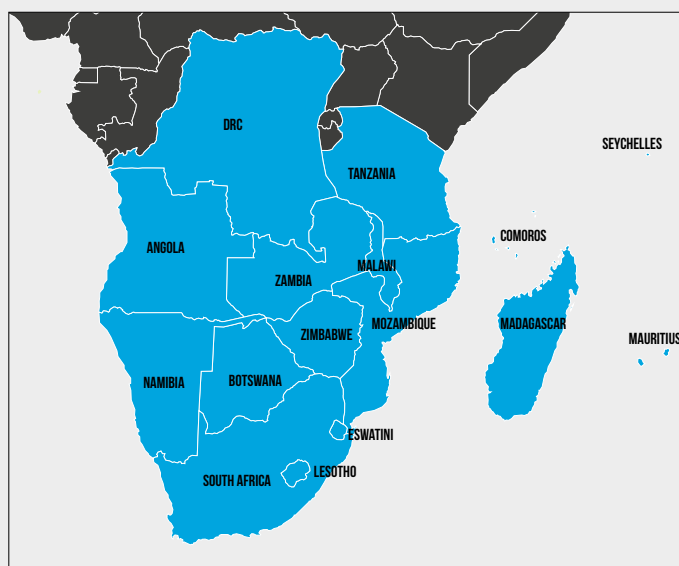 DRC
SEYCHELLES
TANZANIA
COMOROS
ANGOLA
MALAWI
ZAMBIA
MOZAMBIQUE
MADAGASCAR
ZIMBABWE
MAURITIUS
NAMIBIA
BOTSWANA
ESWATINI
LESOTHO
SOUTH AFRICA